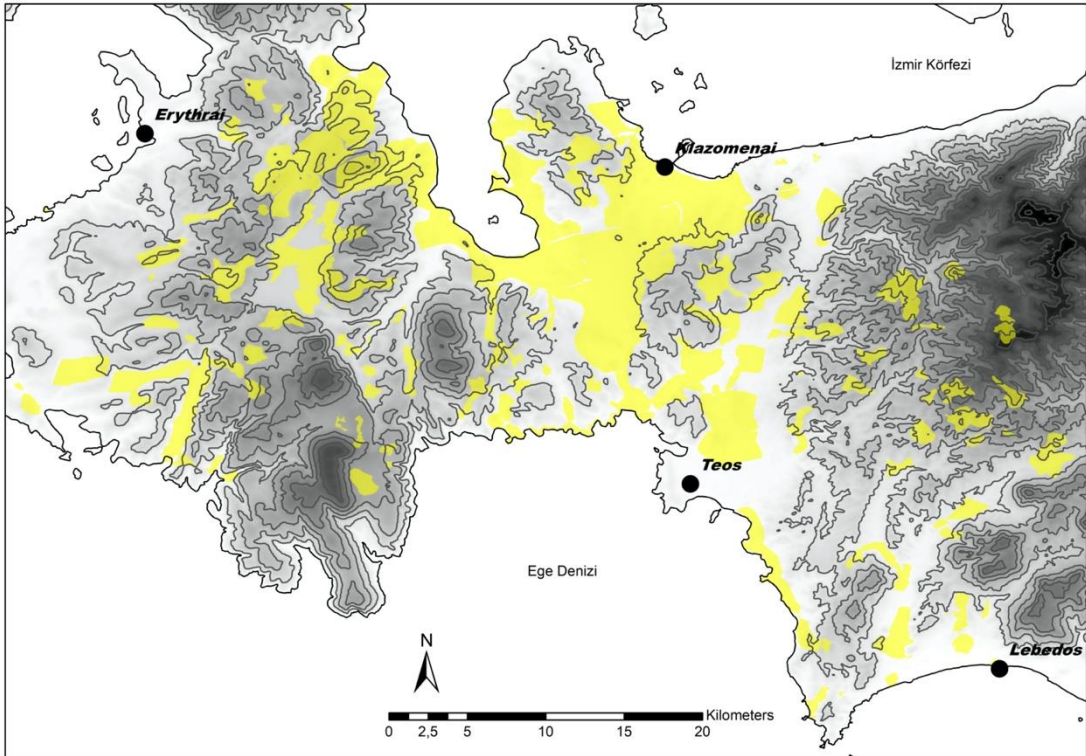 İzmir Körfezi
Erythrai
Klazomenai
Teos
Ege Denizi
N
Lebedos
Kilometers
0 2,5 5 10 15 20